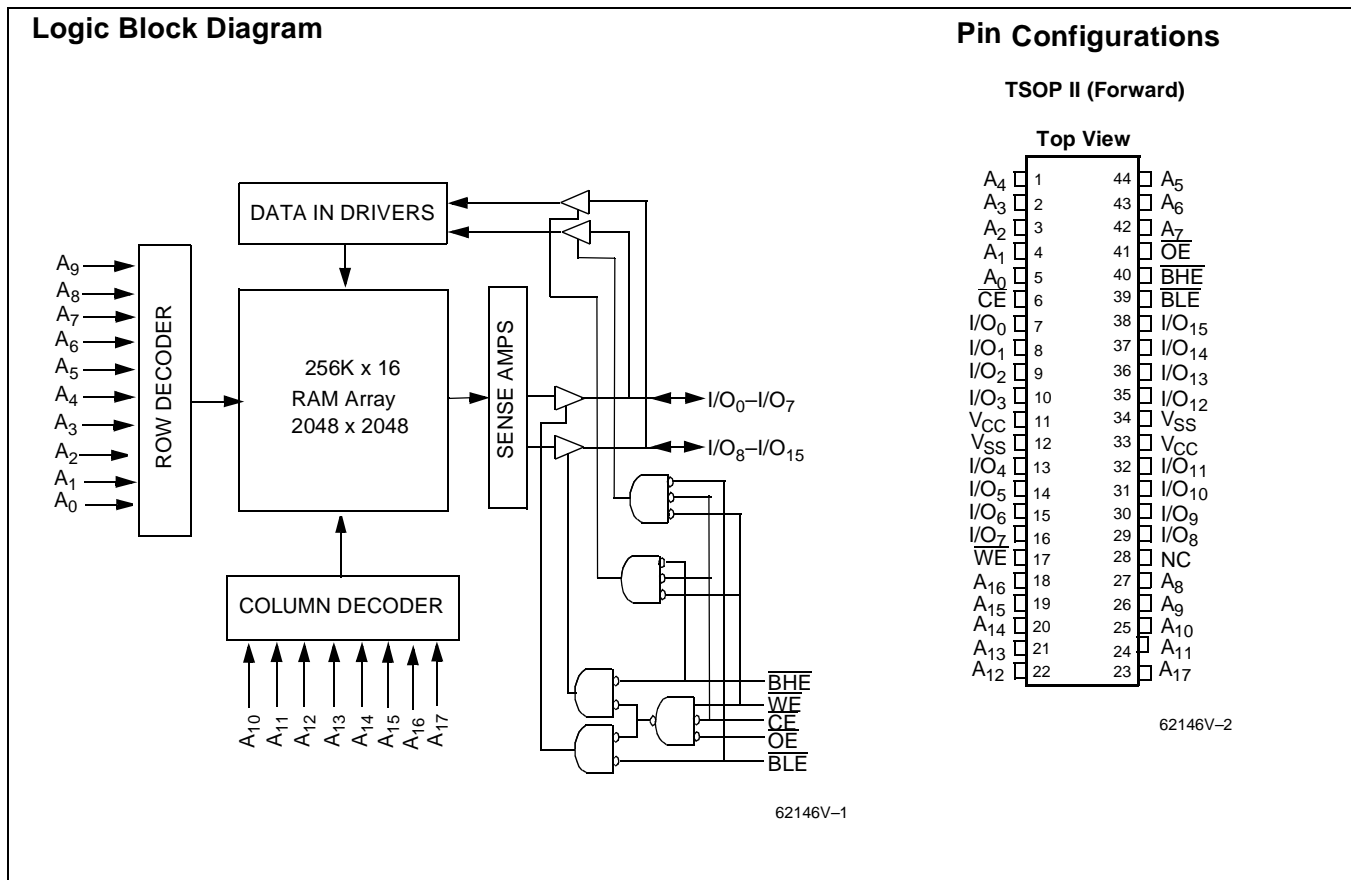 Logic Block Diagram
DATA IN DRIVERS
A9
A8
A7
A6
A5
A4
A3
A2
A1
A0
ROW DECODER
256K x 16
RAM Array
2048 x 2048
SENSE AMPS
I/O0–I/O7
I/O8–I/O15
COLUMN DECODER
A10
A11
A12
A13
A14
A15
A16
A17
BHE
WE
CE
OE
BLE
62146V–1
Pin Configurations
TSOP II (Forward)
Top View
A4 1 44 A5
A3 2 43 A6
A2 3 42 A7
A1 4 41 OE
A0 5 40 BHE
CE 6 39 BLE
I/O0 7 38 I/O15
I/O1 8 37 I/O14
I/O2 9 36 I/O13
I/O3 10 35 I/O12
VCC 11 34 VSS
VSS 12 33 VCC
I/O4 13 32 I/O11
I/O5 14 31 I/O10
I/O6 15 30 I/O9
I/O7 16 29 I/O8
WE 17 28 NC
A16 18 27 A8
A15 19 26 A9
A14 20 25 A10
A13 21 24 A11
A12 22 23 A17
62146V–2